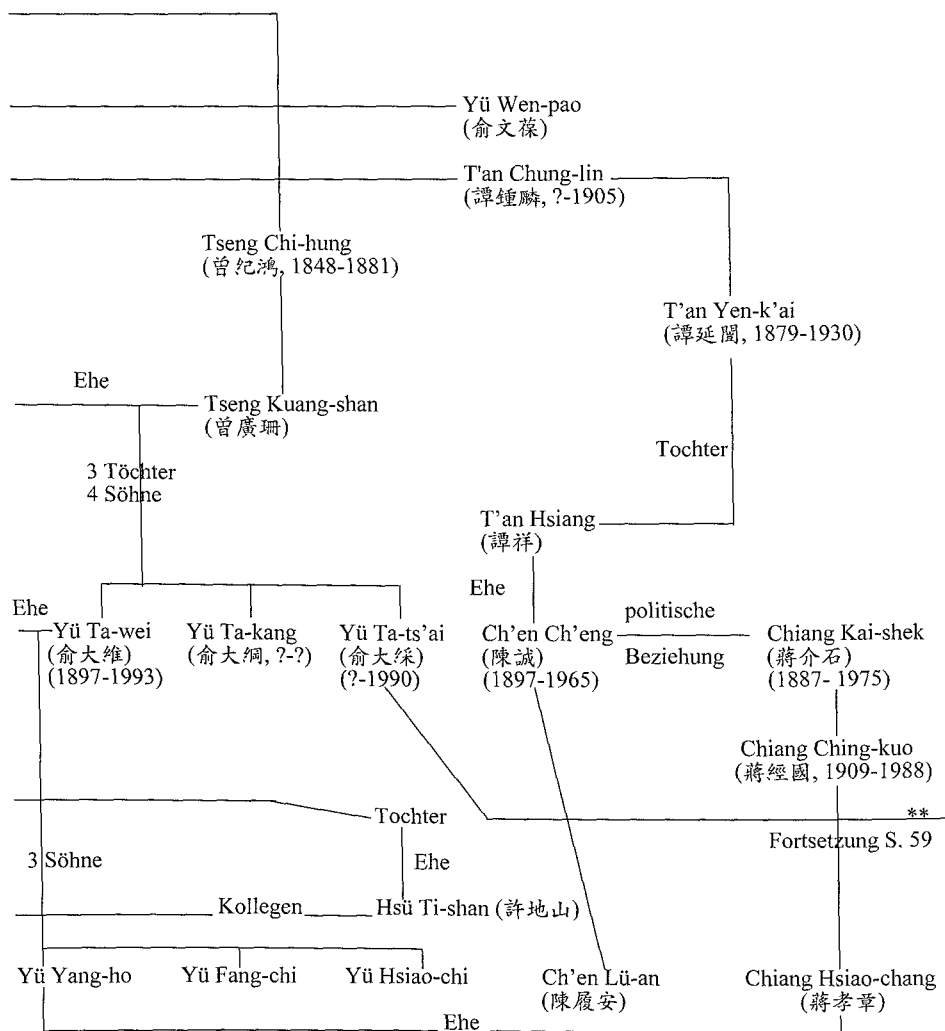 Yü Wen-pao
(俞文葆)
T'an Chung-lin
(譚鍾麟, ?-1905)
Tseng Chi-hung
(曾紀鴻, 1848-1881)
T'an Yen-k'ai
(譚延闓, 1879-1930)
Ehe
Tseng Kuang-shan
(曾廣珊)
Tochter
3 Töchter
4 Söhne
T'an Hsiang
(譚祥)
Ehe
Ehe
politische
Yü Ta-wei
(俞大維)
(1897-1993)
Yü Ta-kang
(俞大綱, ?-?)
Yü Ta-ts'ai
(俞大綵)
(?-1990)
Ch'en Ch'eng
(陳誠)
(1897-1965)
Beziehung
Chiang Kai-shek
(蔣介石)
(1887- 1975)
Chiang Ching-kuo
(蔣經國, 1909-1988)
**
Tochter
Fortsetzung S. 59
3 Söhne
Ehe
Kollegen
Hsü Ti-shan (許地山)
Yü Yang-ho
Yü Fang-chi
Yü Hsiao-chi
Ch'en Lü-an
(陳履安)
Chiang Hsiao-chang
(蔣孝章)
Ehe